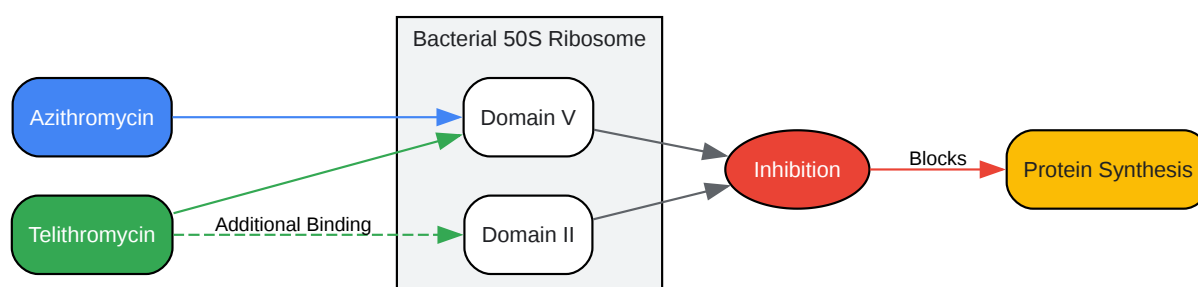 Bacterial 50S Ribosome
Azithromycin
Domain V
Telithromycin
Additional Binding
Domain II
Inhibition
Blocks
Protein Synthesis